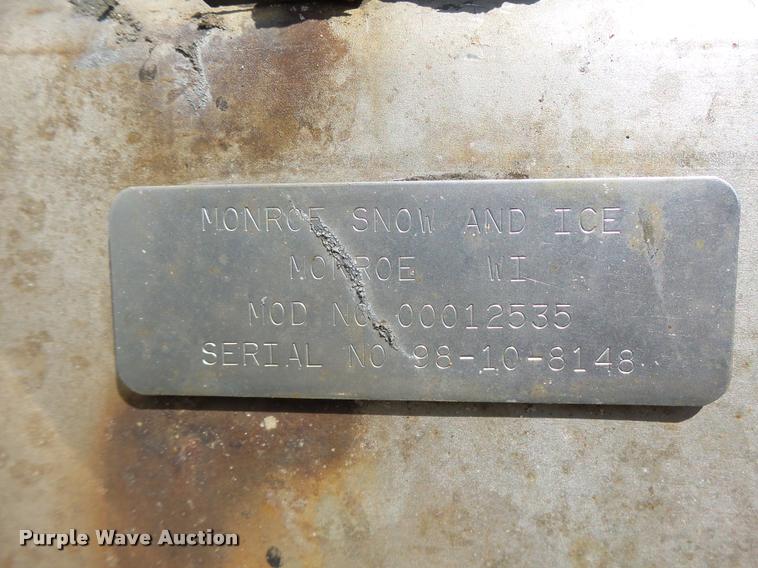 MONROE SNOW AND ICE
MONROE WI
MOD NO 00012535
SERIAL NO 98-10-8148
Purple Wave Auction